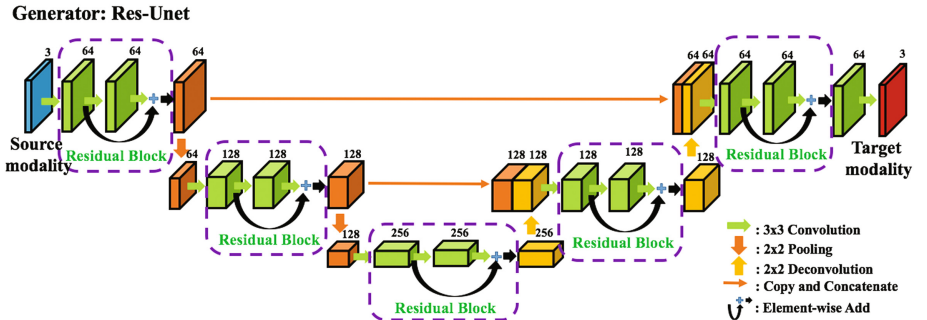 Generator: Res-Unet
3 64 64 64 64 64 64 64 64 3
Source modality
Residual Block
Residual Block
Target modality
64 128 128 128 128 128 128 128 128
Residual Block
Residual Block
128 256 256 256
Residual Block
: 3x3 Convolution
: 2x2 Pooling
: 2x2 Deconvolution
: Copy and Concatenate
: Element-wise Add